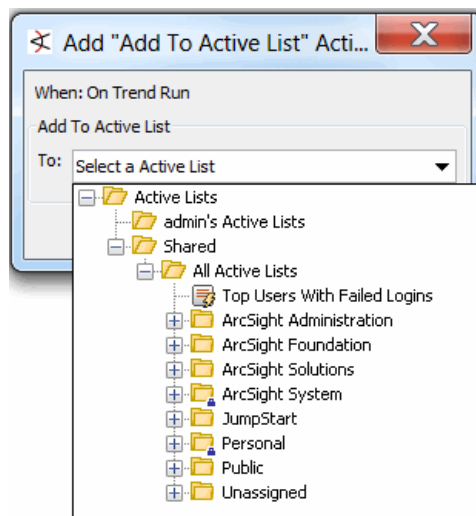 Add "Add To Active List" Acti...
When: On Trend Run
Add To Active List
To: Select a Active List
Active Lists
admin's Active Lists
Shared
All Active Lists
Top Users With Failed Logins
ArcSight Administration
ArcSight Foundation
ArcSight Solutions
ArcSight System
JumpStart
Personal
Public
Unassigned